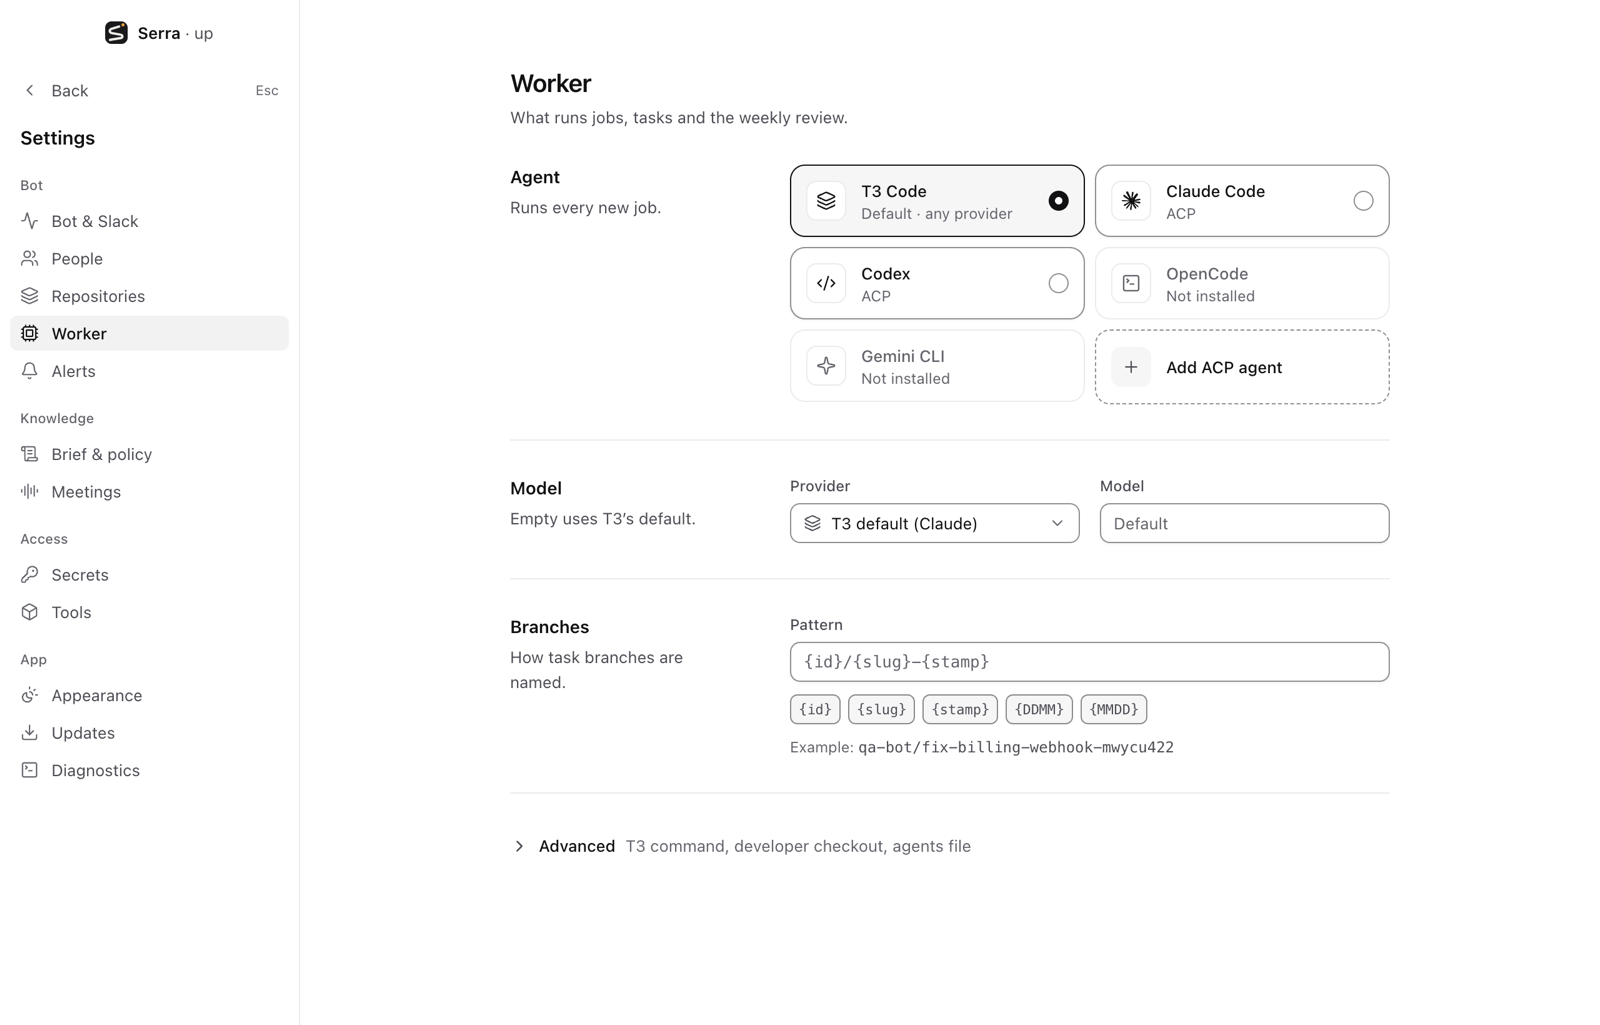 Serra · up
Back
Esc
Settings
Bot
Bot & Slack
People
Repositories
Worker
Alerts
Knowledge
Brief & policy
Meetings
Access
Secrets
Tools
App
Appearance
Updates
Diagnostics
Worker
What runs jobs, tasks and the weekly review.
Agent
Runs every new job.
T3 Code
Default · any provider
Claude Code
ACP
Codex
ACP
OpenCode
Not installed
Gemini CLI
Not installed
Add ACP agent
Model
Empty uses T3’s default.
Provider
T3 default (Claude)
Model
Default
Branches
How task branches are
named.
Pattern
{id}/{slug}-{stamp}
{id} {slug} {stamp} {DDMM} {MMDD}
Example: qa-bot/fix-billing-webhook-mwycu422
Advanced T3 command, developer checkout, agents file